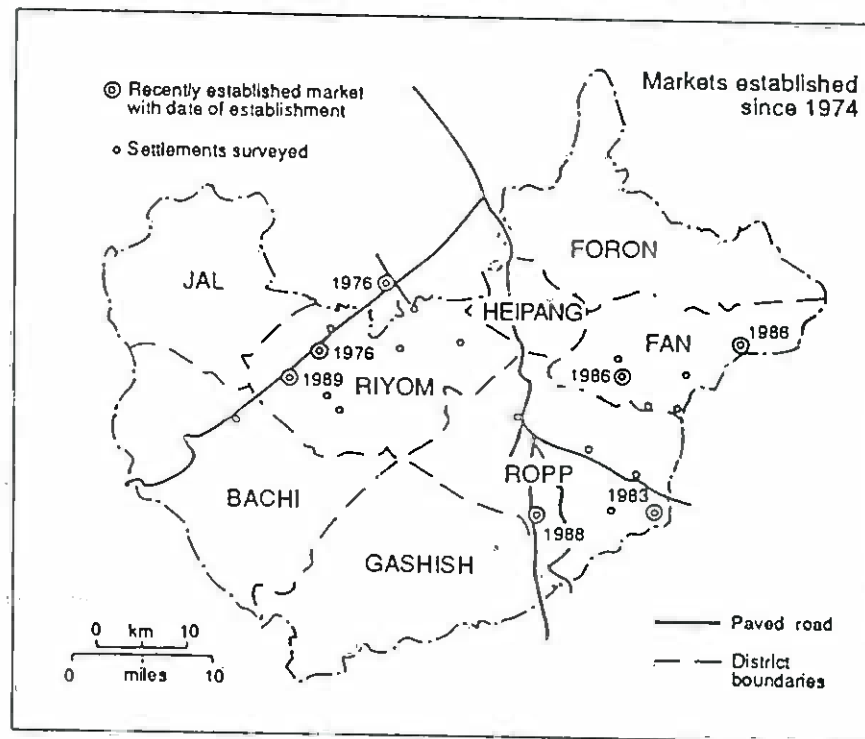 Recently established market
with date of establishment
Settlements surveyed
Markets established
since 1974
FORON
JAL
1976
HEIPANG
1986
FAN
1976
1989
RIYOM
1986
ROPP
BACHI
1983
1988
GASHISH
0 km 10
0 miles 10
Paved road
District
boundaries